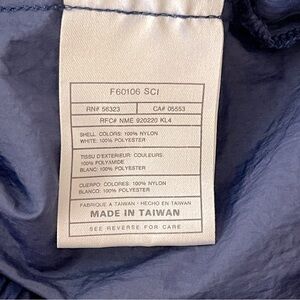 F60106 SCI
RN# 56323 CA# 05553
RFC# NME 920220 KL4
SHELL: COLORS: 100% NYLON
WHITE: 100% POLYESTER
TISSU D'EXTERIEUR: COULEURS:
100% POLYAMIDE
BLANC: 100% POLYESTER
CUERPO: COLORES: 100% NYLON
BLANCO: 100% POLYESTER
FABRIQUE A TAIWAN · HECHO EN TAIWAN
MADE IN TAIWAN
SEE REVERSE FOR CARE